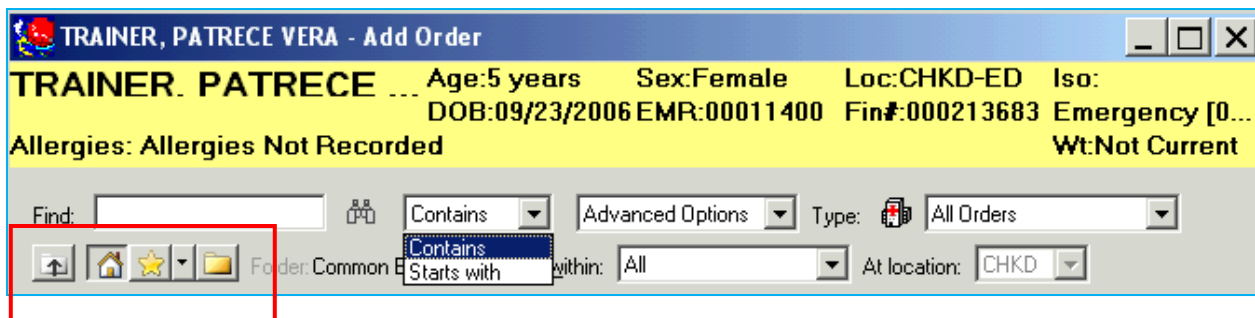 TRAINER, PATRECE VERA - Add Order
TRAINER. PATRECE ... Age:5 years Sex:Female Loc:CHKD-ED Iso:
DOB:09/23/2006 EMR:00011400 Fin#:000213683 Emergency [0...
Allergies: Allergies Not Recorded Wt:Not Current
Find: Contains Advanced Options Type: All Orders
Contains
Folder: Common Starts with within: All At location: CHKD